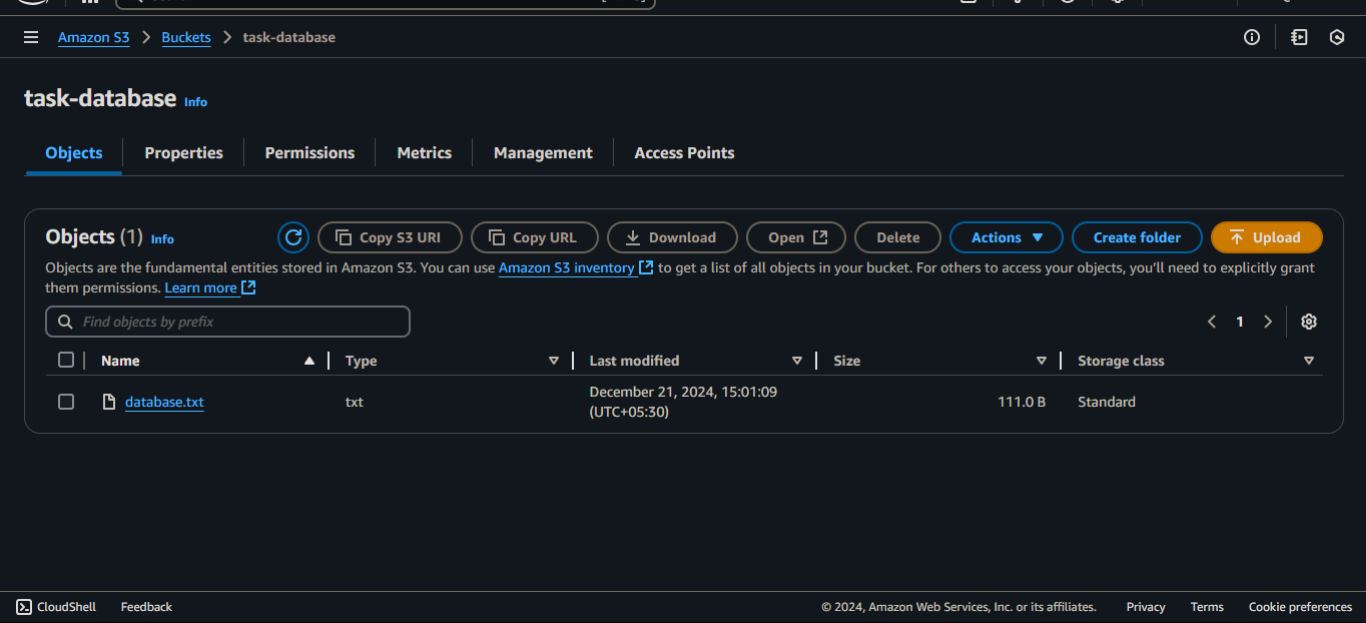 Amazon S3 > Buckets > task-database
task-database Info
Objects Properties Permissions Metrics Management Access Points
Objects (1) Info Copy S3 URI Copy URL Download Open Delete Actions Create folder Upload
Objects are the fundamental entities stored in Amazon S3. You can use Amazon S3 inventory to get a list of all objects in your bucket. For others to access your objects, you'll need to explicitly grant
them permissions. Learn more
Find objects by prefix 1
Name Type Last modified Size Storage class
database.txt txt December 21, 2024, 15:01:09 111.0 B Standard
(UTC+05:30)
CloudShell Feedback © 2024, Amazon Web Services, Inc. or its affiliates. Privacy Terms Cookie preferences